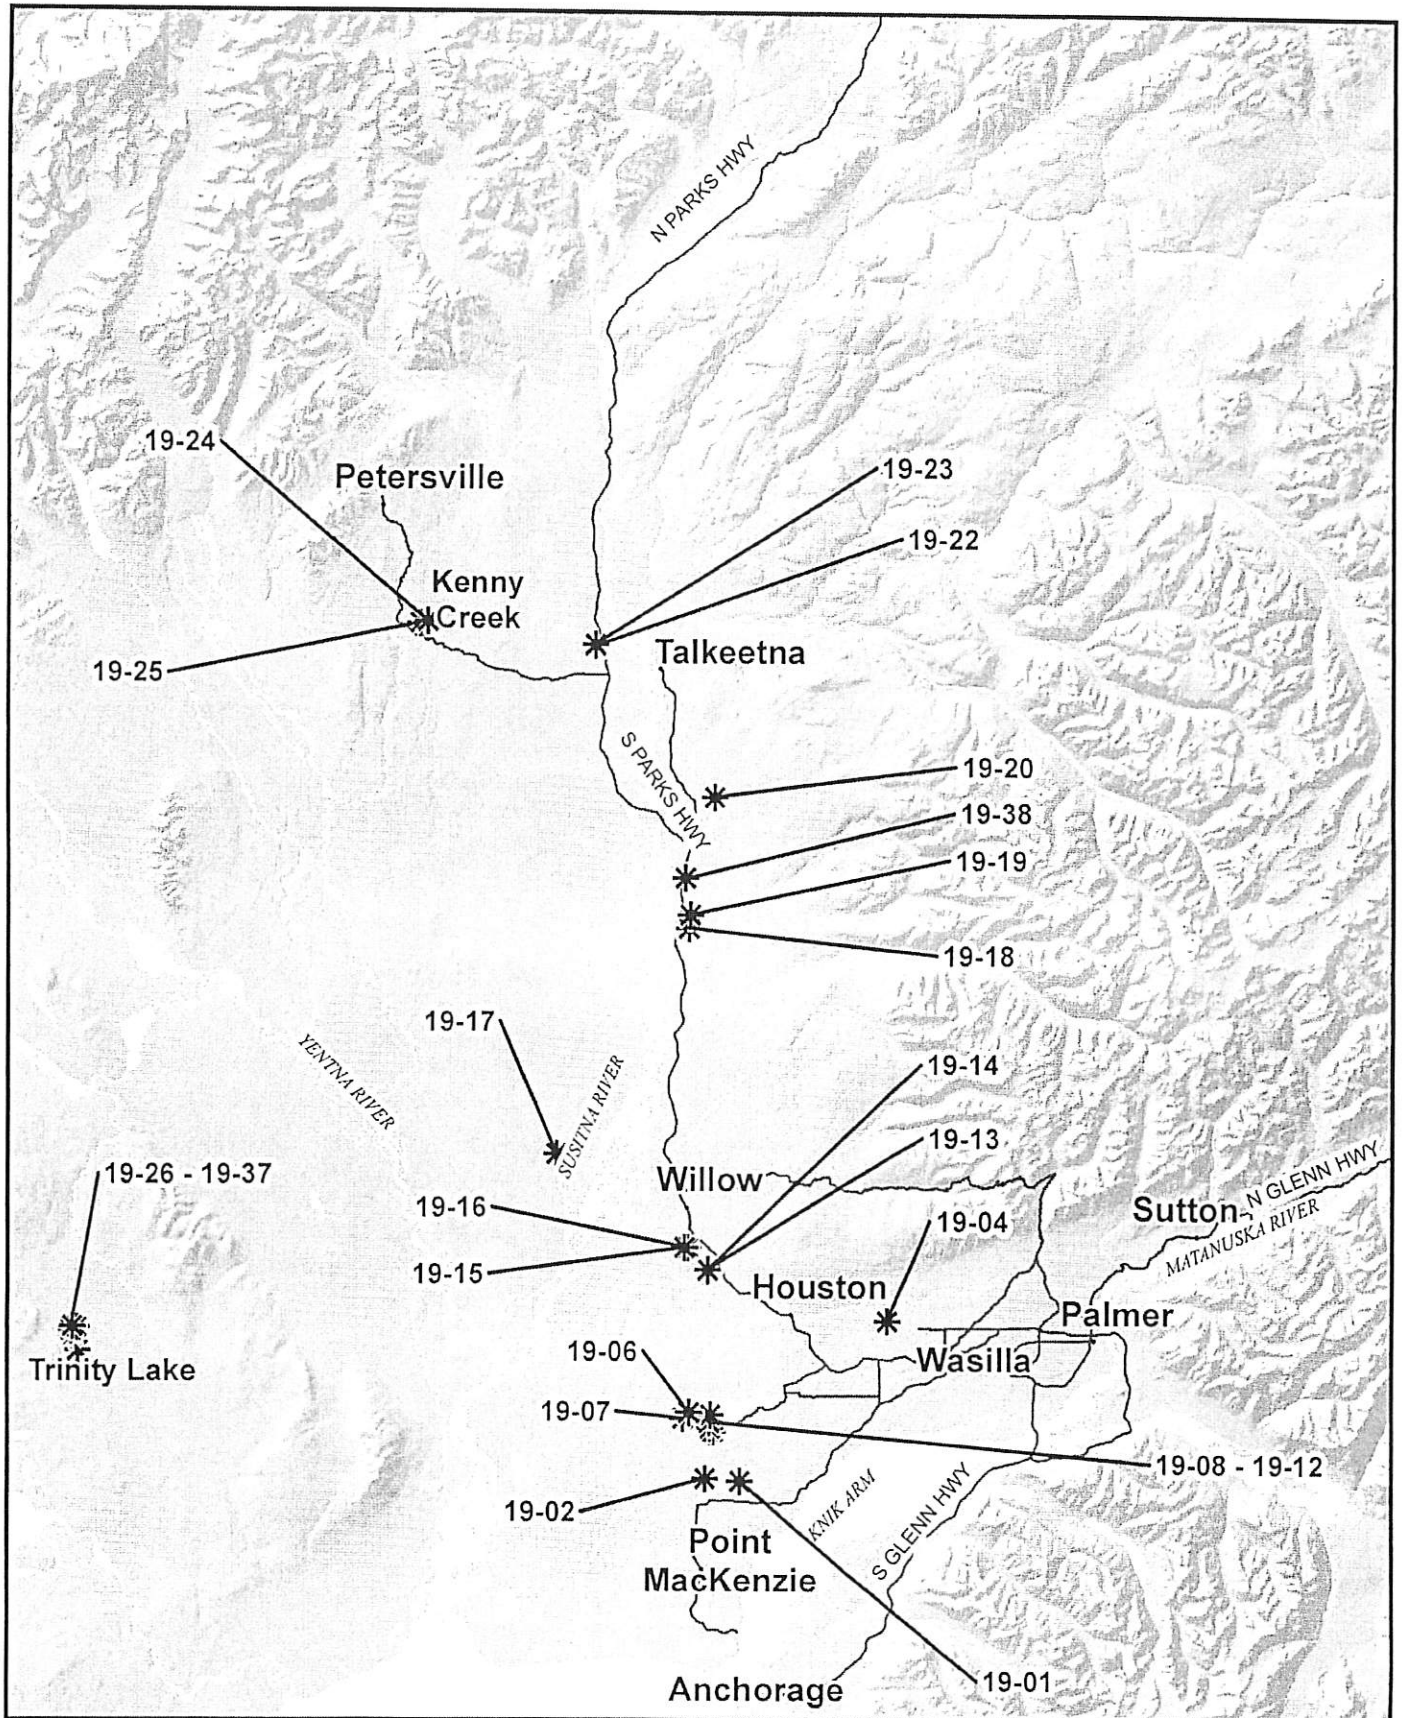 N PARKS HWY
19-24
Petersville
19-23
19-22
Kenny
Creek
Talkeetna
19-25
S PARKS HWY
19-20
19-38
19-19
19-18
19-17
YENTNA RIVER
SUSITNA RIVER
19-14
19-13
19-26 - 19-37
Willow
19-16
19-04
Sutton
N GLENN HWY
MATANUSKA RIVER
19-15
Houston
Palmer
Trinity Lake
19-06
Wasilla
19-07
19-08 - 19-12
19-02
KNIK ARM
S GLENN HWY
Point
MacKenzie
19-01
Anchorage